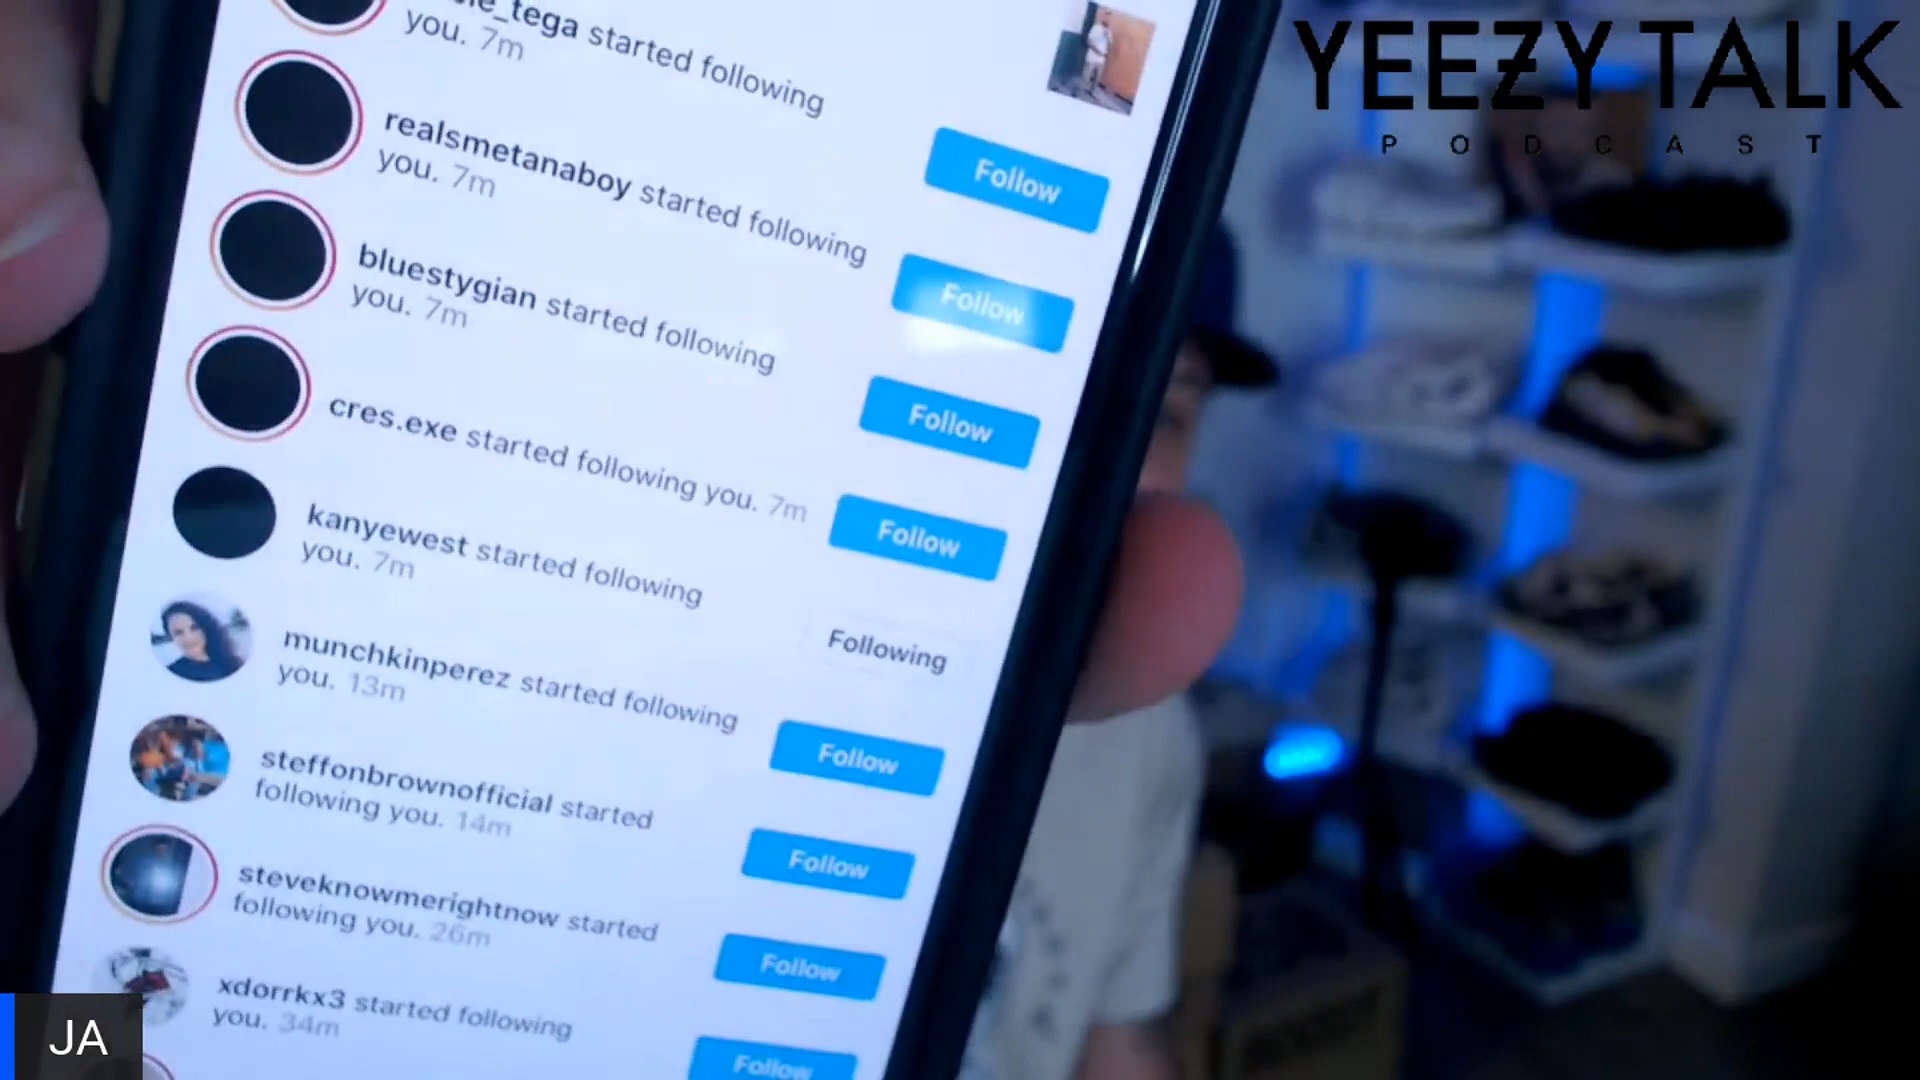 YEEZY TALK
PODCAST
_tega started following
you. 7m
realsmetanaboy started following
you. 7m
Follow
bluestygian started following
you. 7m
Follow
cres.exe started following you. 7m
Follow
kanyewest started following
you. 7m
Follow
Following
munchkinperez started following
you. 13m
Follow
steffonbrownofficial started
following you. 14m
Follow
steveknowmerightnow started
following you. 26m
Follow
xdorrkx3 started following
you. 34m
Follow
JA